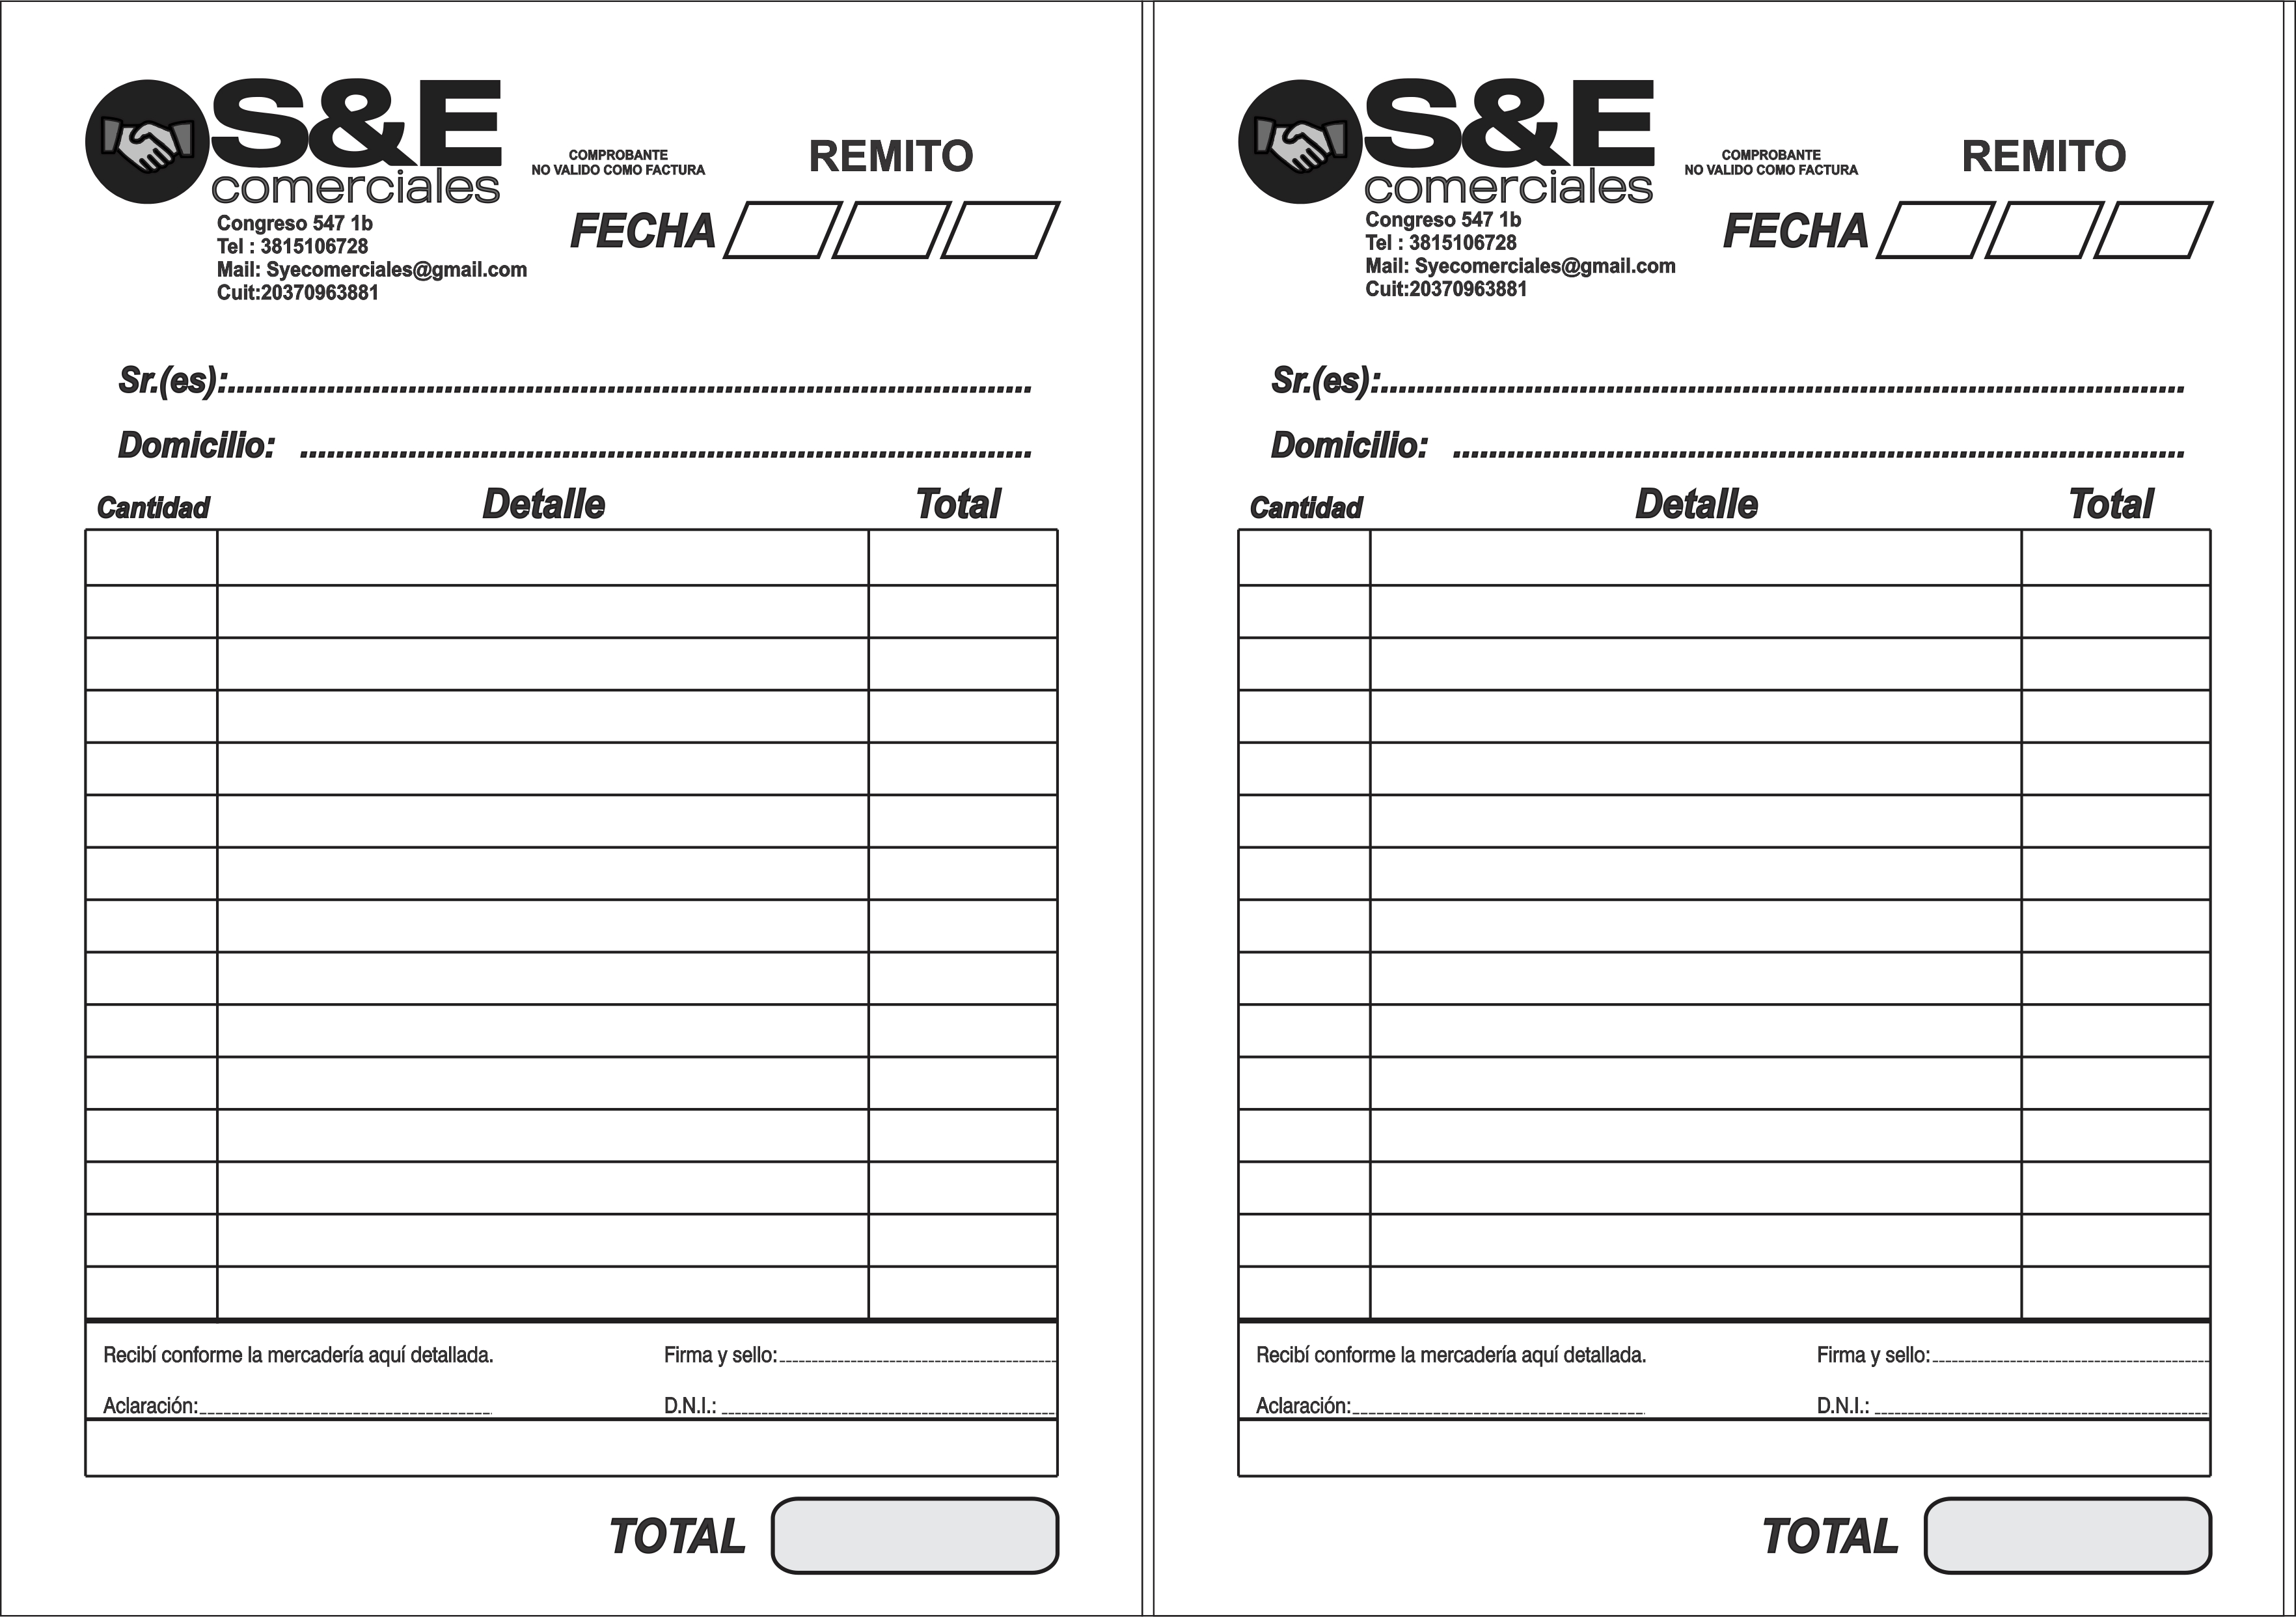 S&E
comerciales
Congreso 547 1b
Tel : 3815106728
Mail: Syecomerciales@gmail.com
Cuit:20370963881
COMPROBANTE
NO VALIDO COMO FACTURA
REMITO
FECHA
Sr.(es):
Domicilio:
Cantidad Detalle Total
Recibí conforme la mercadería aquí detallada. Firma y sello:
Aclaración: D.N.I.:
TOTAL
S&E
comerciales
Congreso 547 1b
Tel : 3815106728
Mail: Syecomerciales@gmail.com
Cuit:20370963881
COMPROBANTE
NO VALIDO COMO FACTURA
REMITO
FECHA
Sr.(es):
Domicilio:
Cantidad Detalle Total
Recibí conforme la mercadería aquí detallada. Firma y sello:
Aclaración: D.N.I.:
TOTAL